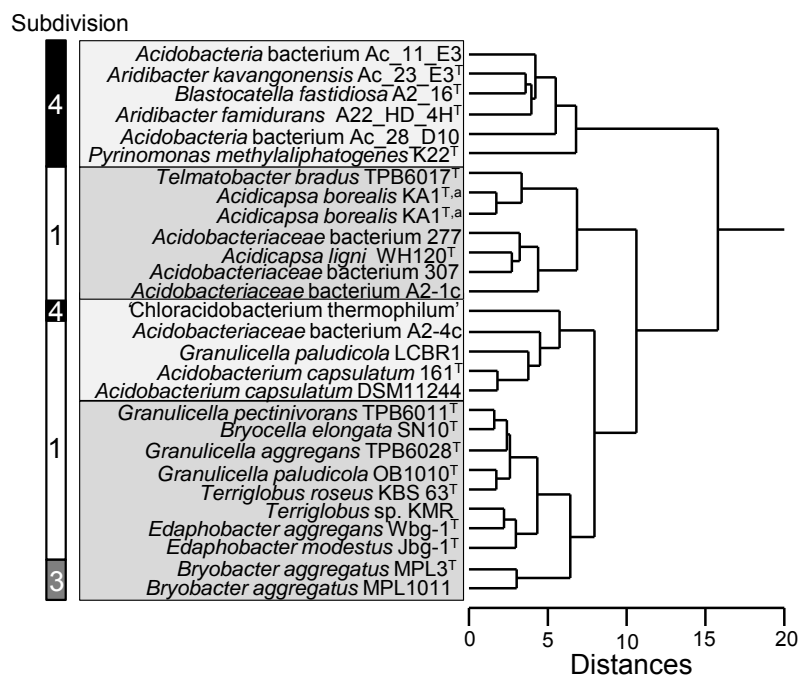 Subdivision
Acidobacteria bacterium Ac_11_E3
Aridibacter kavangonensis Ac_23_E3T
Blastocatella fastidiosa A2_16T
4
Aridibacter famidurans A22_HD_4HT
Acidobacteria bacterium Ac_28_D10
Pyrinomonas methylaliphatogenes K22T
Telmatobacter bradus TPB6017T
Acidicapsa borealis KA1T,a
Acidicapsa borealis KA1T,a
1
Acidobacteriaceae bacterium 277
Acidicapsa ligni WH120T
Acidobacteriaceae bacterium 307
Acidobacteriaceae bacterium A2-1c
4
‘Chloracidobacterium thermophilum’
Acidobacteriaceae bacterium A2-4c
Granulicella paludicola LCBR1
Acidobacterium capsulatum 161T
Acidobacterium capsulatum DSM11244
Granulicella pectinivorans TPB6011T
Bryocella elongata SN10T
1
Granulicella aggregans TPB6028T
Granulicella paludicola OB1010T
Terriglobus roseus KBS 63T
Terriglobus sp. KMR
Edaphobacter aggregans Wbg-1T
Edaphobacter modestus Jbg-1T
3
Bryobacter aggregatus MPL3T
Bryobacter aggregatus MPL1011
0 5 10 15 20
Distances